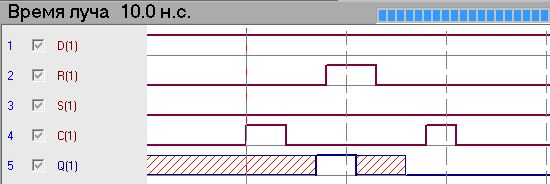 Время луча 10.0 н.с.
1 D(1)
2 R(1)
3 S(1)
4 C(1)
5 Q(1)